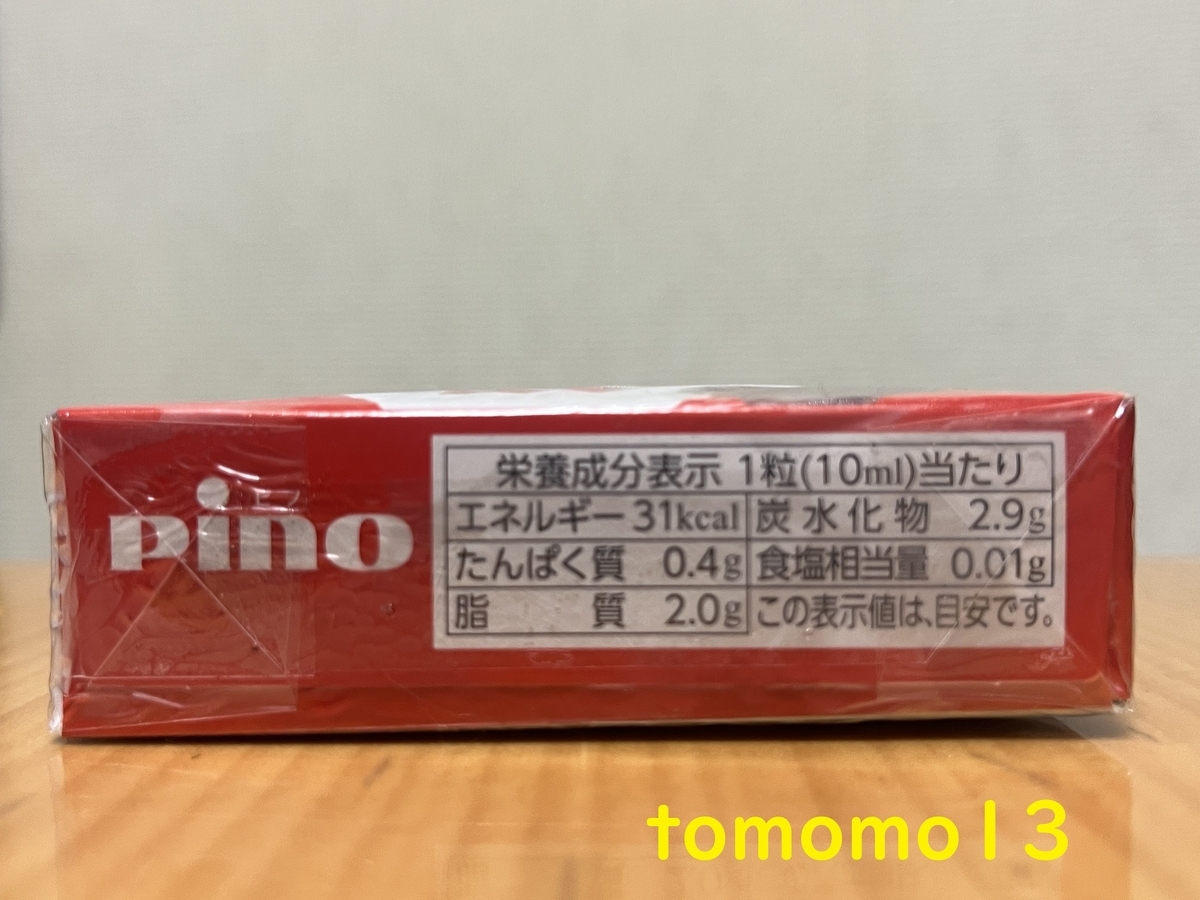 pino
栄養成分表示 1粒(10ml)当たり
エネルギー 31kcal 炭水化物 2.9g
たんぱく質 0.4g 食塩相当量 0.01g
脂質 2.0g この表示値は、目安です。
tomomo13